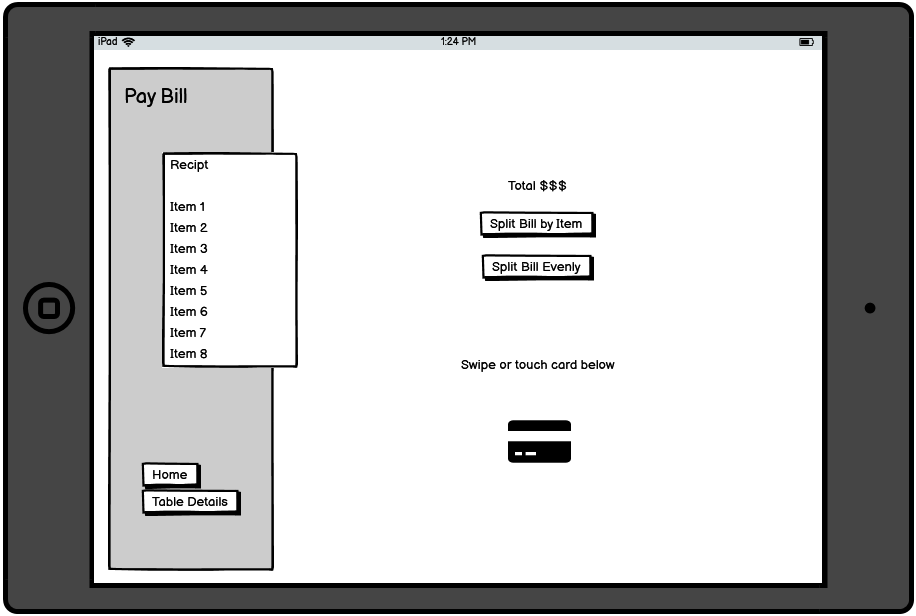 iPad
1:24 PM
Pay Bill
Recipt
Item 1
Item 2
Item 3
Item 4
Item 5
Item 6
Item 7
Item 8
Home
Table Details
Total $$$
Split Bill by Item
Split Bill Evenly
Swipe or touch card below